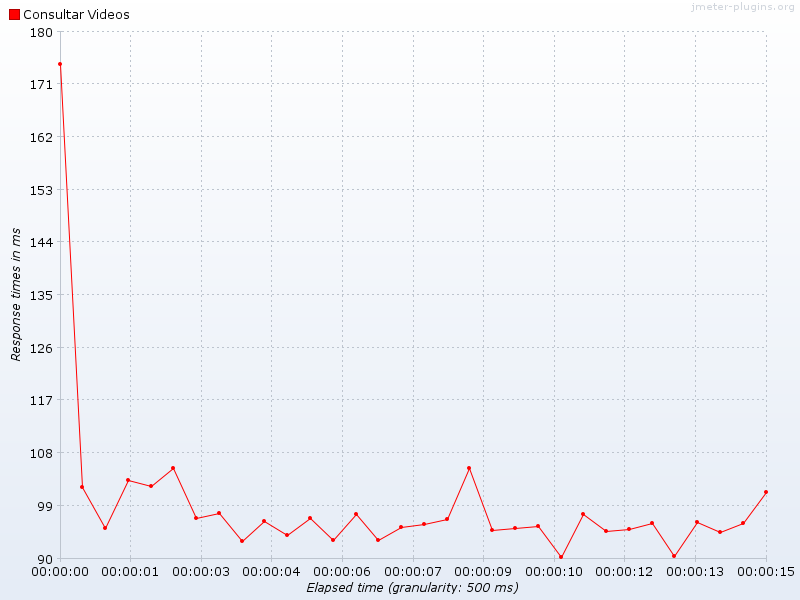 jmeter-plugins.org
Consultar Videos
180
171
162
153
144
135
126
117
108
99
90
Response times in ms
00:00:00 00:00:01 00:00:03 00:00:04 00:00:06 00:00:07 00:00:09 00:00:10 00:00:12 00:00:13 00:00:15
Elapsed time (granularity: 500 ms)